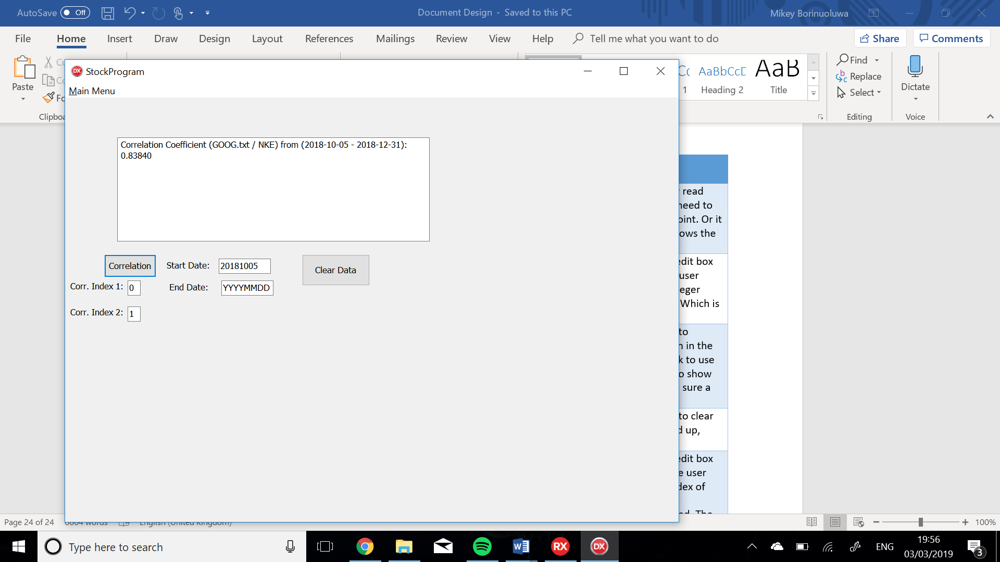 AutoSave Off
Document Design - Saved to this PC
Mikey Borinuoluwa
File Home Insert Draw Design Layout References Mailings Review View Help Tell me what you want to do
Share Comments
Paste
DX StockProgram
Main Menu
AaBbCcD AaB
1 Heading 2 Title
Find
Replace
Select
Editing
Dictate
Voice
Correlation Coefficient (GOOG.txt / NKE) from (2018-10-05 - 2018-12-31):
0.83840
Correlation Start Date: 20181005 Clear Data
Corr. Index 1: 0 End Date: YYYYMMDD
Corr. Index 2: 1
read
need to
oint. Or it
ows the
edit box
user
eger
Which is
to
in the
k to use
o show
sure a
to clear
d up,
edit box
e user
dex of
Page 24 of 24 6664 words English (United Kingdom)
100%
Type here to search
RX
DX
ENG
19:56
03/03/2019
3